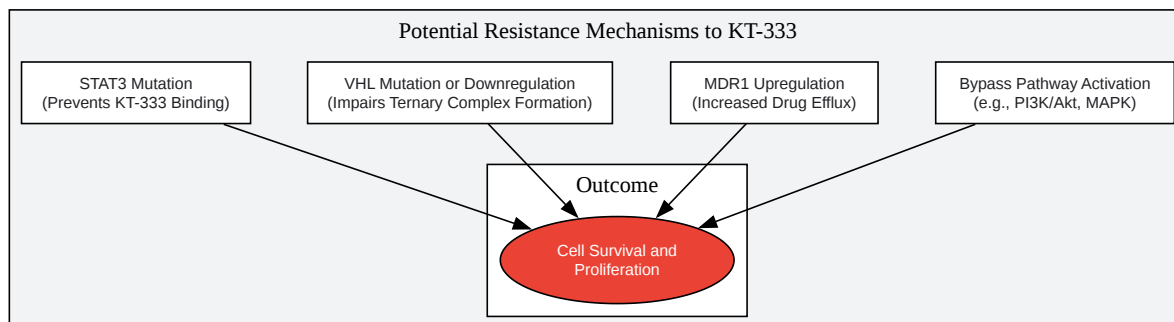 Potential Resistance Mechanisms to KT-333
STAT3 Mutation
(Prevents KT-333 Binding)
VHL Mutation or Downregulation
(Impairs Ternary Complex Formation)
MDR1 Upregulation
(Increased Drug Efflux)
Bypass Pathway Activation
(e.g., PI3K/Akt, MAPK)
Outcome
Cell Survival and
Proliferation